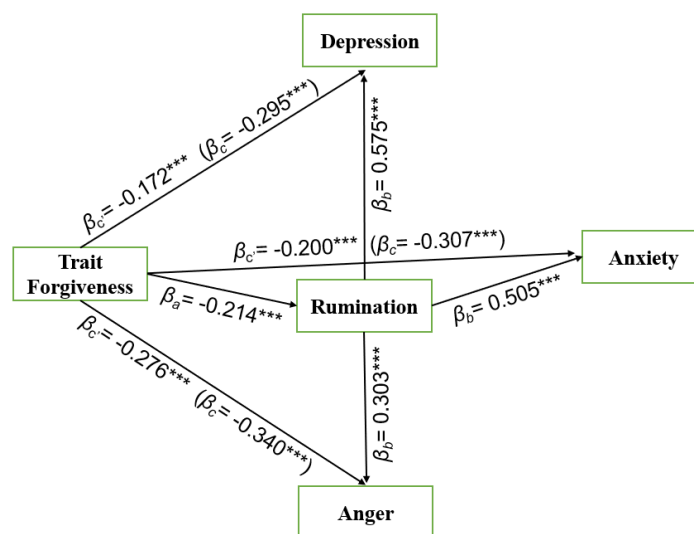 Depression
βc'= -0.172*** (βc= -0.295***)
βb= 0.575***
βc'= -0.200*** (βc= -0.307***)
Anxiety
Trait
Forgiveness
βa= -0.214***
Rumination
βb= 0.505***
βc'= -0.276*** (βc= -0.340***)
βb= 0.303***
Anger